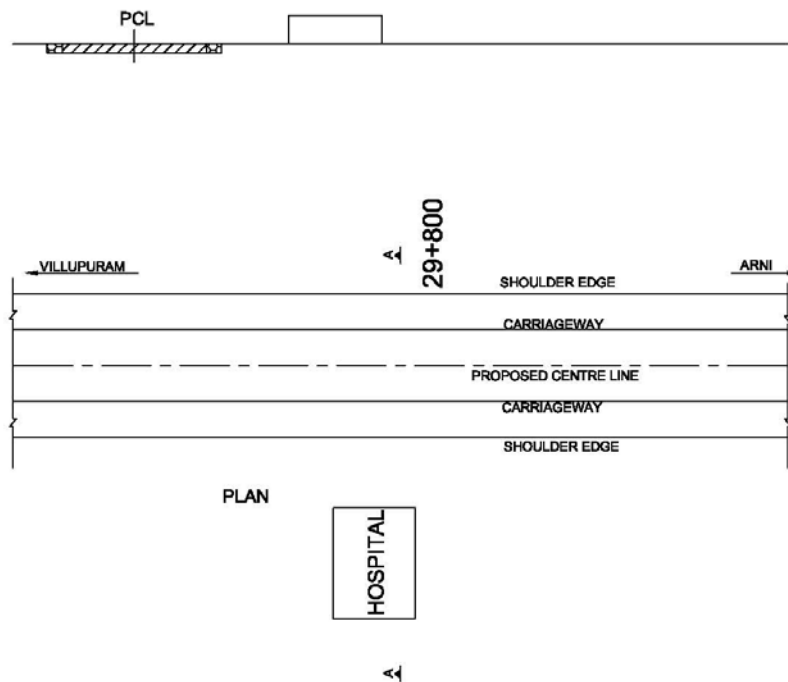 PCL
A
29+800
VILLUPURAM
ARNI
SHOULDER EDGE
CARRIAGEWAY
PROPOSED CENTRE LINE
CARRIAGEWAY
SHOULDER EDGE
PLAN
HOSPITAL
A